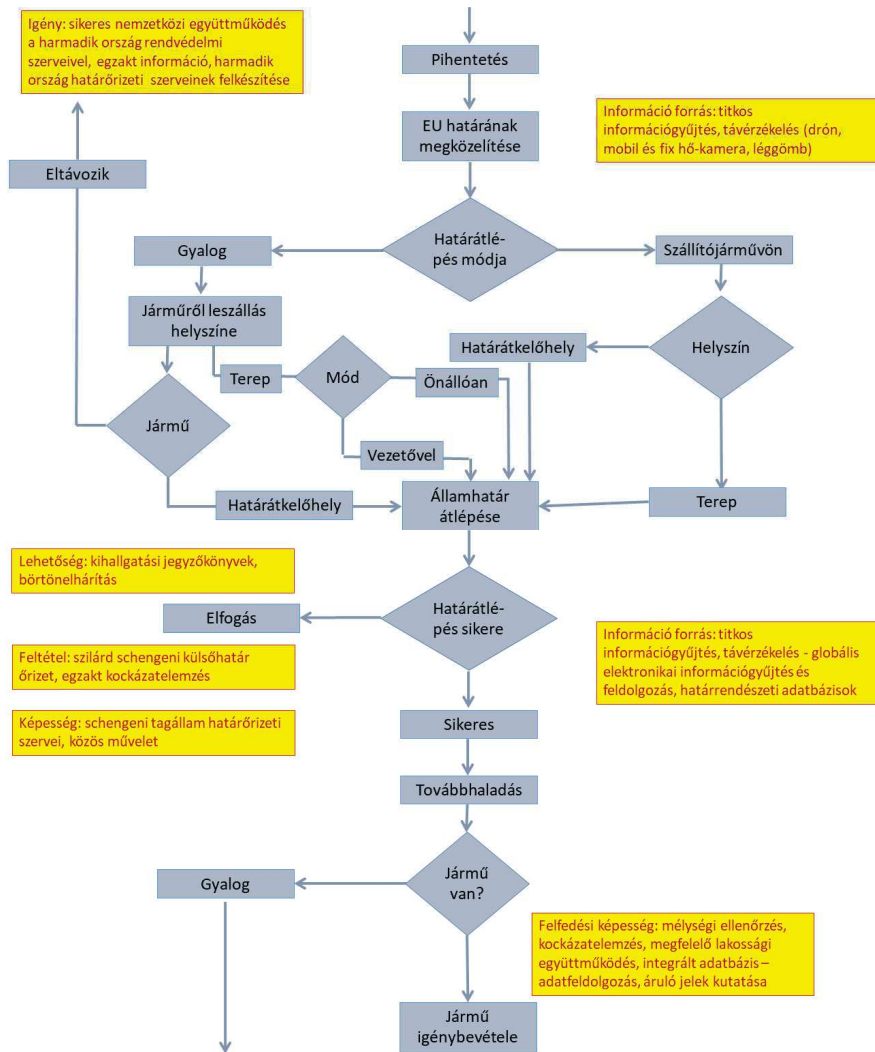 Igény: sikeres nemzetközi együttműködés
a harmadik ország rendvédelmi
szerveivel, egzakt információ, harmadik
ország határőrizeti szerveinek felkészítése
Pihentetés
EU határának
megközelítése
Információ forrás: titkos
információgyűjtés, távérzékelés (drón,
mobil és fix hő-kamera, léggömb)
Eltávozik
Határátlé-
pés módja
Gyalog
Szállítójárművön
Járműről leszállás
helyszíne
Határátkelőhely
Helyszín
Terep
Mód
Önállóan
Jármű
Vezetővel
Határátkelőhely
Államhatár
átlépése
Terep
Lehetőség: kihallgatási jegyzőkönyvek,
börtönelhárítás
Elfogás
Határátlé-
pés sikere
Információ forrás: titkos
információgyűjtés, távérzékelés - globális
elektronikai információgyűjtés és
feldolgozás, határrendészeti adatbázisok
Feltétel: szilárd schengeni külsőhatár
őrizet, egzakt kockázatelemzés
Képesség: schengeni tagállam határőrizeti
szervei, közös művelet
Sikeres
Továbbhaladás
Jármű
van?
Gyalog
Felfedési képesség: mélységi ellenőrzés,
kockázatelemzés, megfelelő lakossági
együttműködés, integrált adatbázis –
adatfeldolgozás, áruló jelek kutatása
Jármű
igénybevétele